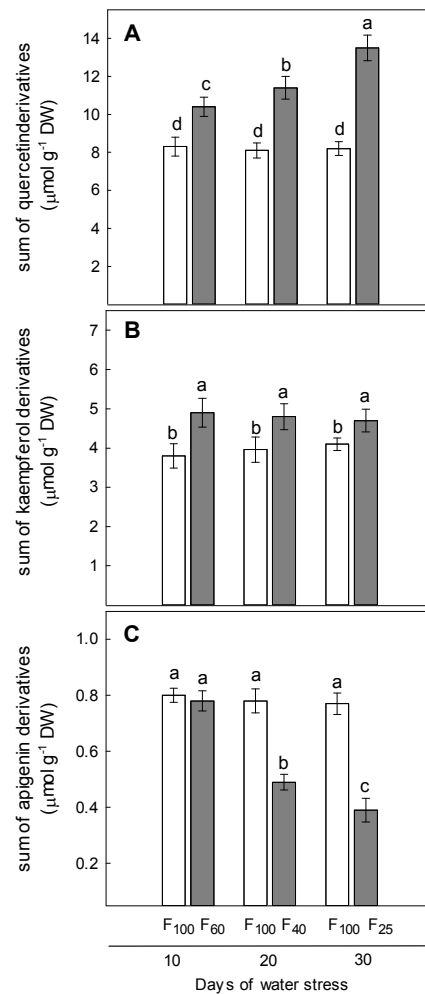 A
sum of quercetinderivatives
(μmol g-1 DW)
14
12
10
8
6
4
2
d
c
d
b
d
a
B
sum of kaempferol derivatives
(μmol g-1 DW)
7
6
5
4
3
2
1
b
a
b
a
b
a
C
sum of apigenin derivatives
(μmol g-1 DW)
1.0
0.8
0.6
0.4
0.2
a
a
a
b
a
c
F100 F60 F100 F40 F100 F25
10 20 30
Days of water stress